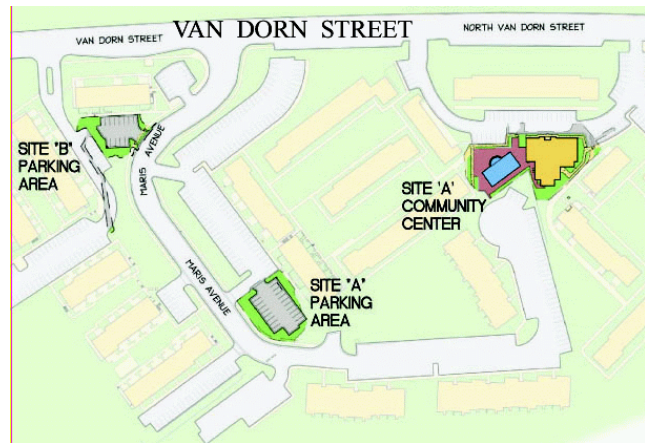 VAN DORN STREET
VAN DORN STREET
NORTH VAN DORN STREET
SITE "B"
PARKING
AREA
MARIS AVENUE
SITE 'A'
COMMUNITY
CENTER
MARIS AVENUE
SITE "A"
PARKING
AREA